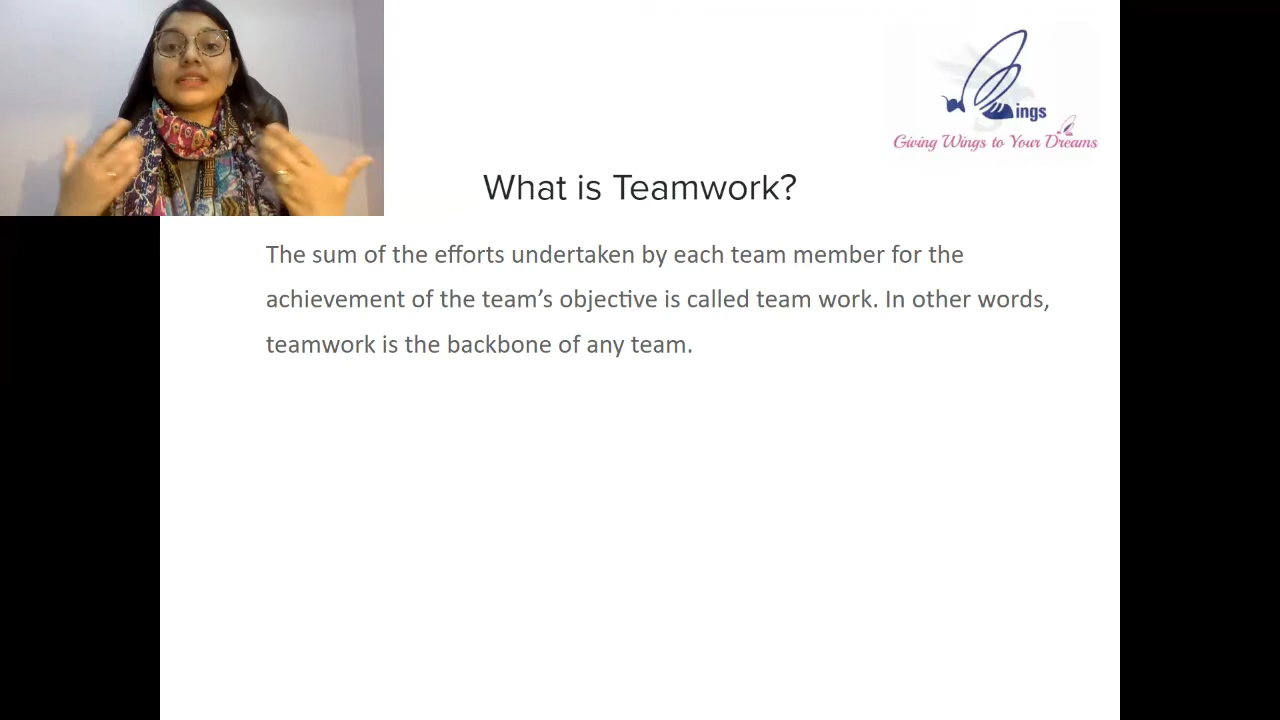 ings
Giving Wings to Your Dreams
What is Teamwork?
The sum of the efforts undertaken by each team member for the
achievement of the team’s objective is called team work. In other words,
teamwork is the backbone of any team.